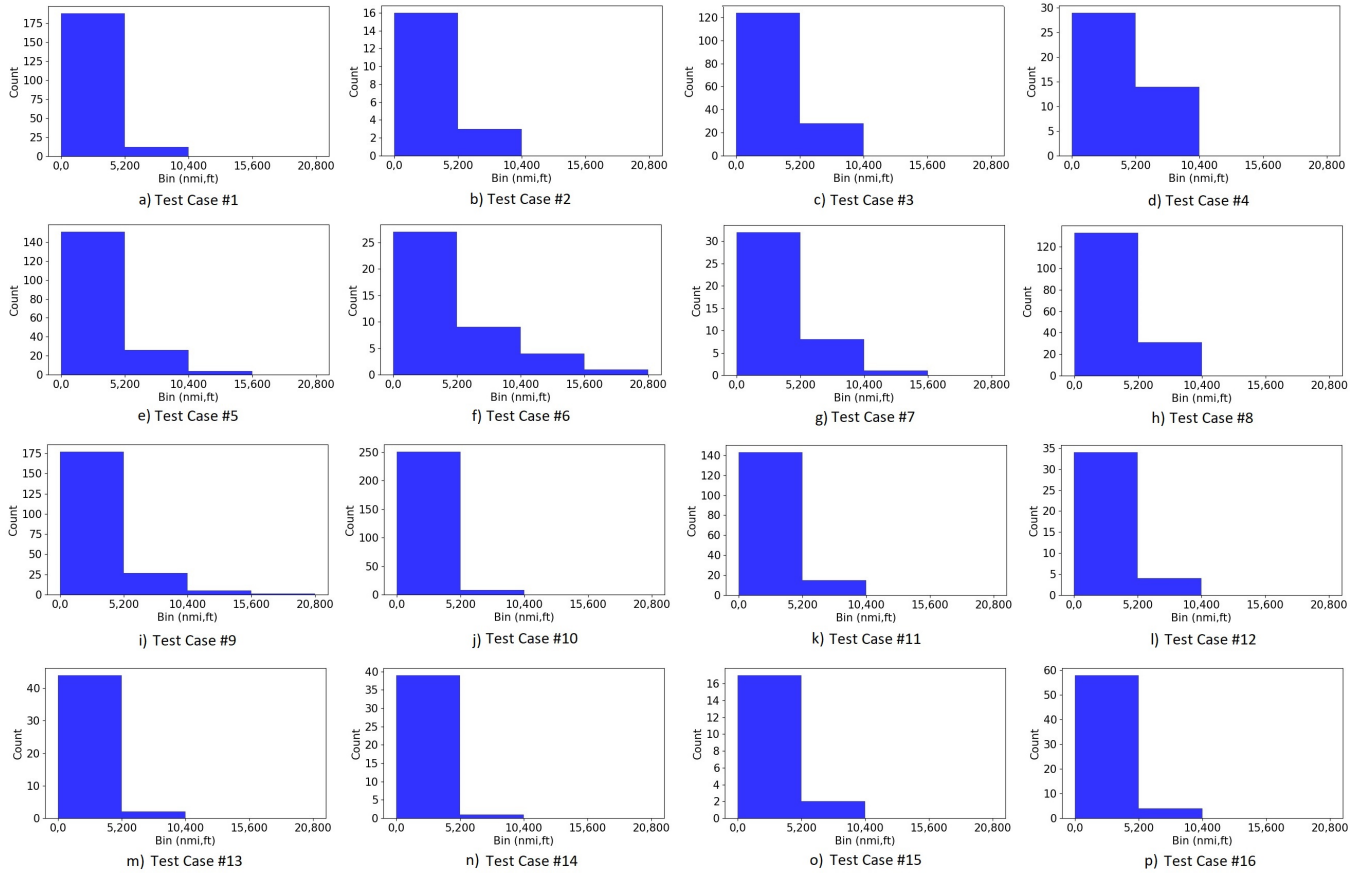 175
150
125
100
75
50
25
0
Count
0,0 5,200 10,400 15,600 20,800
Bin (nmi,ft)
a) Test Case #1
16
14
12
10
8
6
4
2
0
Count
0,0 5,200 10,400 15,600 20,800
Bin (nmi,ft)
b) Test Case #2
120
100
80
60
40
20
0
Count
0,0 5,200 10,400 15,600 20,800
Bin (nmi,ft)
c) Test Case #3
30
25
20
15
10
5
0
Count
0,0 5,200 10,400 15,600 20,800
Bin (nmi,ft)
d) Test Case #4
140
120
100
80
60
40
20
0
Count
0,0 5,200 10,400 15,600 20,800
Bin (nmi,ft)
e) Test Case #5
25
20
15
10
5
0
Count
0,0 5,200 10,400 15,600 20,800
Bin (nmi,ft)
f) Test Case #6
30
25
20
15
10
5
0
Count
0,0 5,200 10,400 15,600 20,800
Bin (nmi,ft)
g) Test Case #7
120
100
80
60
40
20
0
Count
0,0 5,200 10,400 15,600 20,800
Bin (nmi,ft)
h) Test Case #8
175
150
125
100
75
50
25
0
Count
0,0 5,200 10,400 15,600 20,800
Bin (nmi,ft)
i) Test Case #9
250
200
150
100
50
0
Count
0,0 5,200 10,400 15,600 20,800
Bin (nmi,ft)
j) Test Case #10
140
120
100
80
60
40
20
0
Count
0,0 5,200 10,400 15,600 20,800
Bin (nmi,ft)
k) Test Case #11
35
30
25
20
15
10
5
0
Count
0,0 5,200 10,400 15,600 20,800
Bin (nmi,ft)
l) Test Case #12
40
30
20
10
0
Count
0,0 5,200 10,400 15,600 20,800
Bin (nmi,ft)
m) Test Case #13
40
35
30
25
20
15
10
5
0
Count
0,0 5,200 10,400 15,600 20,800
Bin (nmi,ft)
n) Test Case #14
16
14
12
10
8
6
4
2
0
Count
0,0 5,200 10,400 15,600 20,800
Bin (nmi,ft)
o) Test Case #15
60
50
40
30
20
10
0
Count
0,0 5,200 10,400 15,600 20,800
Bin (nmi,ft)
p) Test Case #16